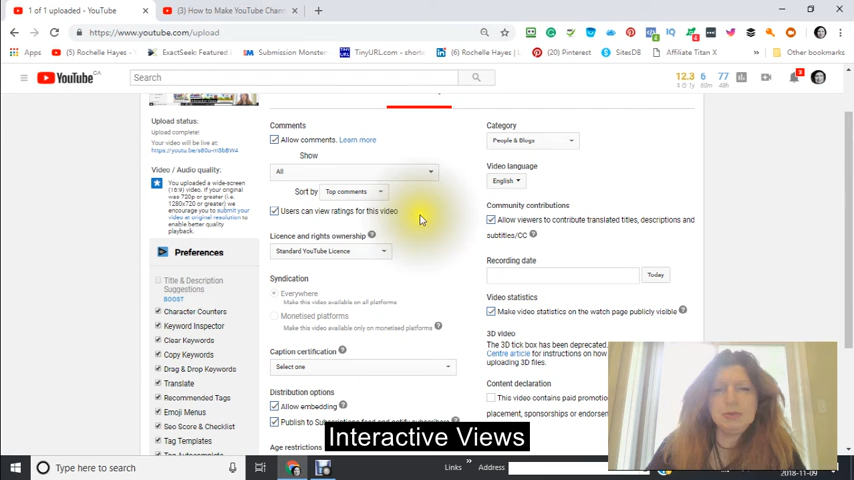 1 of 1 uploaded - YouTube
(3) How to Make YouTube Chan
https://www.youtube.com/upload
Apps
(5) Rochelle Hayes -
ExactSeek: Featured
Submission Monster
TinyURL.com - shorte
(6) Rochelle Hayes
(20) Pinterest
SitesDB
Affiliate Titan X
Other bookmarks
YouTube CA
Search
12.3 6 77
3
Upload status:
Upload complete!
Your video will be live at:
Video / Audio quality:
You uploaded a wide-screen
(16:9) video. If your
original was 720p or greater
(i.e. 1280x720 or greater) we
encourage you to submit your
video at original resolution to
enable better quality
playback.
Preferences
Title & Description
Suggestions
BOOST
Character Counters
Keyword Inspector
Clear Keywords
Copy Keywords
Drag & Drop Keywords
Translate
Recommended Tags
Emoji Menus
Seo Score & Checklist
Tag Templates
Comments
Allow comments. Learn more
Show
All
Sort by Top comments
Users can view ratings for this video
Licence and rights ownership
Standard YouTube Licence
Syndication
Everywhere
Make this video available on all platforms
Monetised platforms
Make this video available only on monetised platforms
Caption certification
Select one
Distribution options
Allow embedding
Publish to Subscriptions feed and notify subscribers
Age restrictions
Category
People & Blogs
Video language
English
Community contributions
Allow viewers to contribute translated titles, descriptions and
subtitles/CC
Recording date
Today
Video statistics
Make video statistics on the watch page publicly visible
3D video
The 3D tick box has been deprecated.
Centre article for instructions on how
uploading 3D files.
Content declaration
This video contains paid promotio
placement, sponsorships or endorsem
Interactive Views
Type here to search
Links
Address
2018-11-09